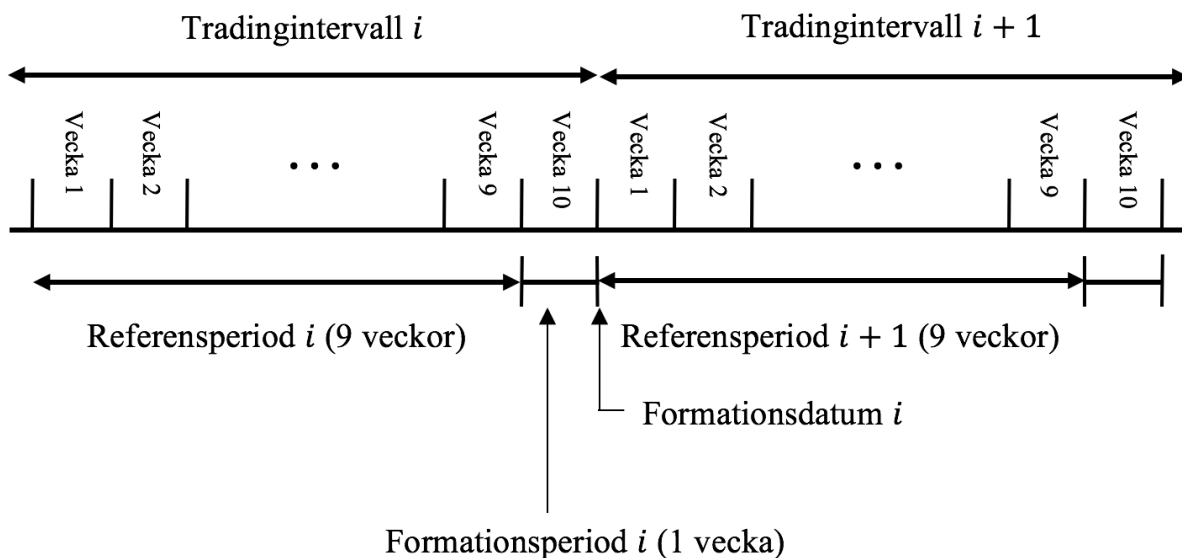 Tradingintervall i
Tradingintervall i + 1
Vecka 1
Vecka 2
...
Vecka 9
Vecka 10
Vecka 1
Vecka 2
...
Vecka 9
Vecka 10
Referensperiod i (9 veckor)
Referensperiod i + 1 (9 veckor)
Formationsdatum i
Formationsperiod i (1 vecka)